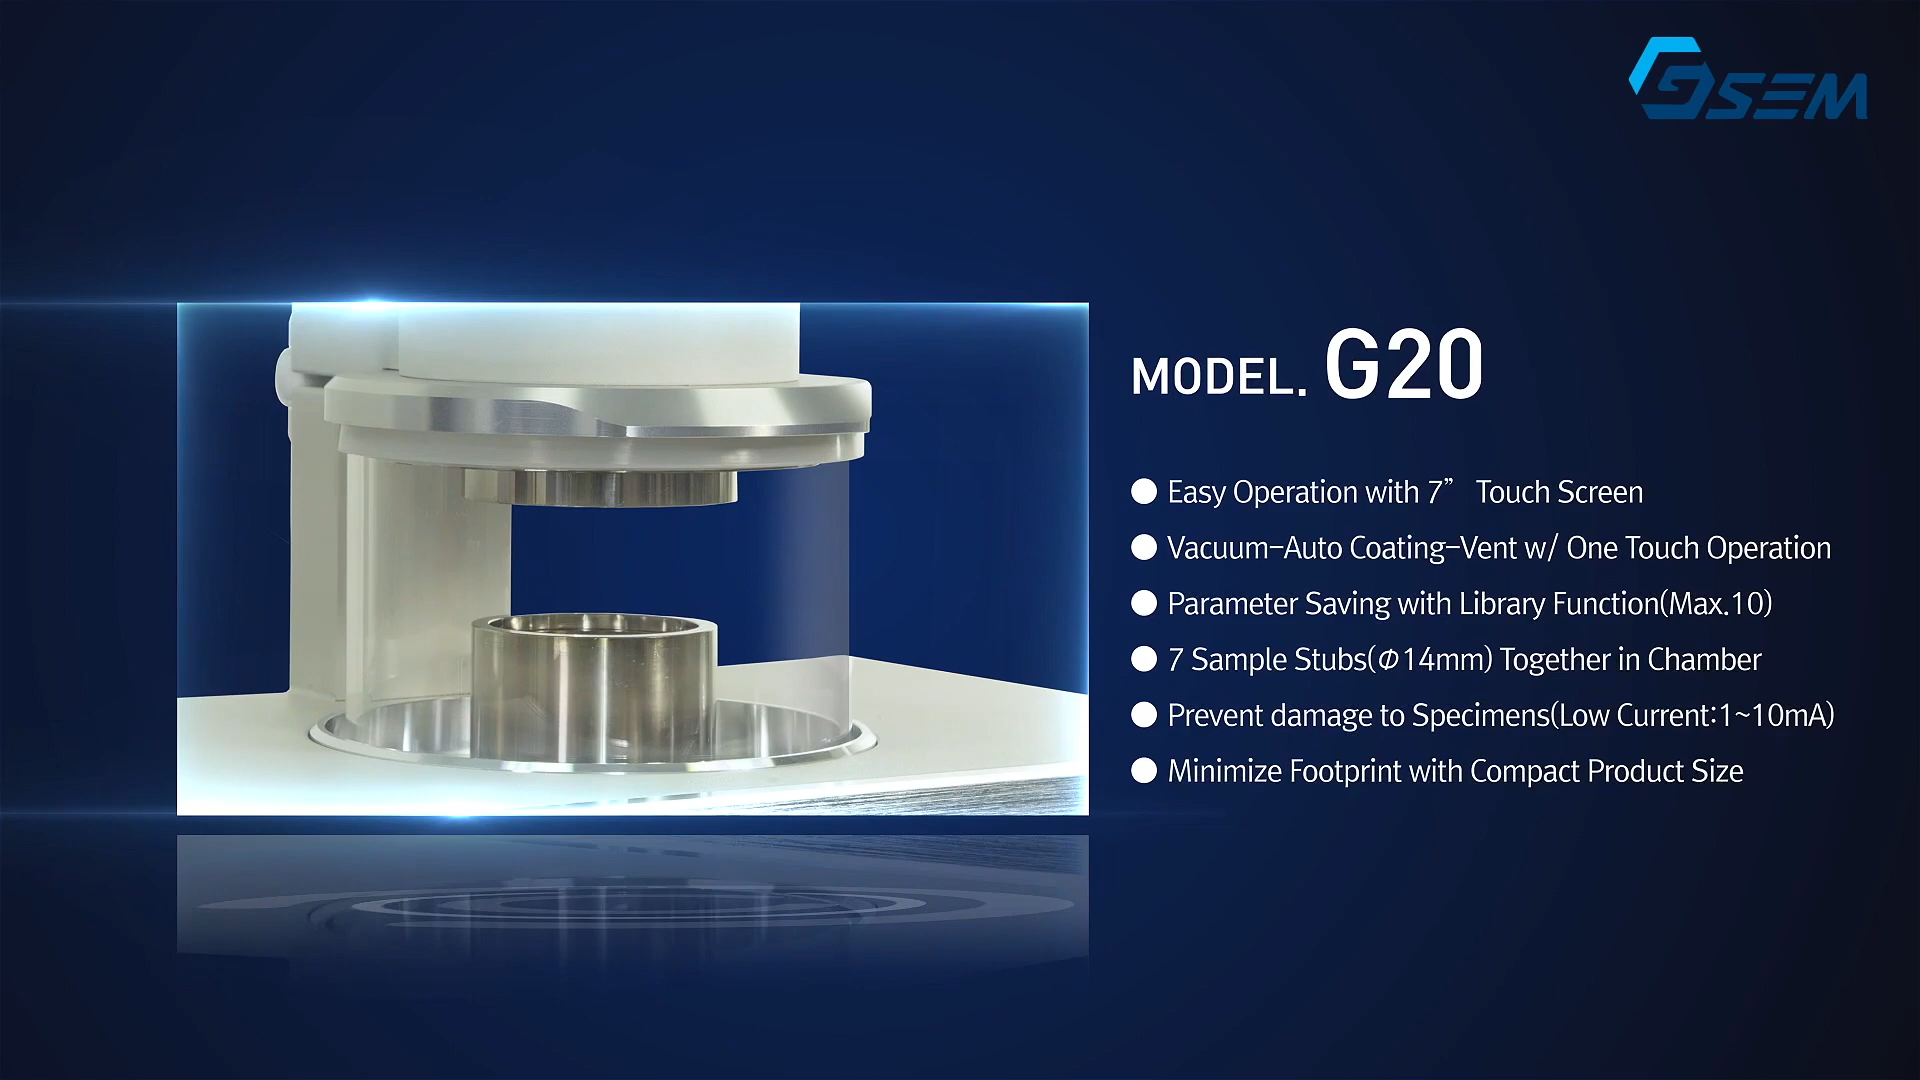 GSEM
MODEL. G20
Easy Operation with 7” Touch Screen
Vacuum-Auto Coating-Vent w/ One Touch Operation
Parameter Saving with Library Function(Max.10)
7 Sample Stubs(Φ14mm) Together in Chamber
Prevent damage to Specimens(Low Current:1~10mA)
Minimize Footprint with Compact Product Size